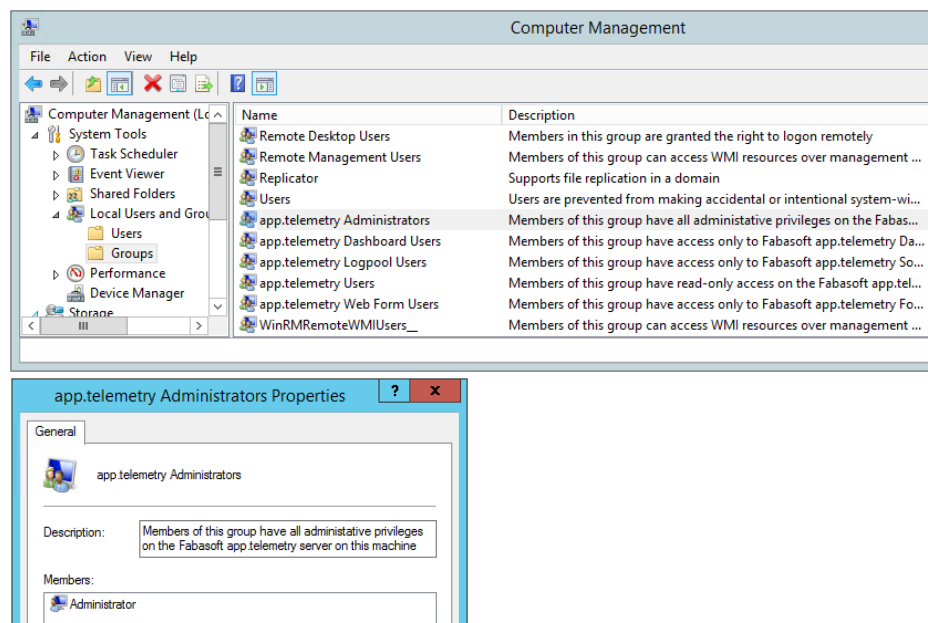 Computer Management
File Action View Help
Computer Management (Lc
Name Description
System Tools
Remote Desktop Users Members in this group are granted the right to logon remotely
Task Scheduler
Remote Management Users Members of this group can access WMI resources over management ...
Event Viewer
Replicator Supports file replication in a domain
Shared Folders
Users Users are prevented from making accidental or intentional system-wi...
Local Users and Grou
app.telemetry Administrators Members of this group have all administative privileges on the Fabas...
Users
app.telemetry Dashboard Users Members of this group have access only to Fabasoft app.telemetry Da...
Groups
app.telemetry Logpool Users Members of this group have access only to Fabasoft app.telemetry So...
Performance
app.telemetry Users Members of this group have read-only access on the Fabasoft app.tel...
Device Manager
app.telemetry Web Form Users Members of this group have access only to Fabasoft app.telemetry Fo...
Storage
WinRMRemoteWMIUsers__ Members of this group can access WMI resources over management ...
app.telemetry Administrators Properties
? x
General
app.telemetry Administrators
Description: Members of this group have all administative privileges
on the Fabasoft app.telemetry server on this machine
Members:
Administrator